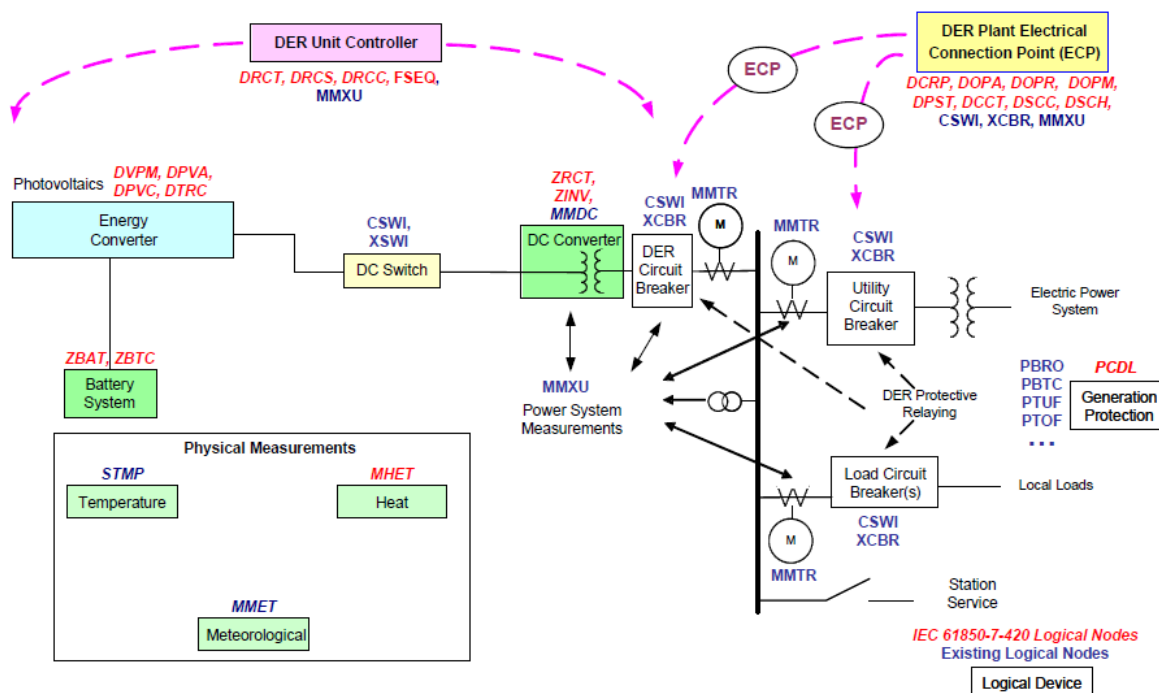 DER Unit Controller
DRCT, DRCS, DRCC, FSEQ,
MMXU
ECP
ECP
DER Plant Electrical
Connection Point (ECP)
DCRP, DOPA, DOPR, DOPM,
DPST, DCCT, DSCC, DSCH,
CSWI, XCBR, MMXU
Photovoltaics
DVPM, DPVA,
DPVC, DTRC
Energy
Converter
CSWI,
XSWI
DC Switch
ZRCT,
ZINV,
MMDC
DC Converter
CSWI
XCBR
DER
Circuit
Breaker
MMTR
M
MMTR
M
CSWI
XCBR
Utility
Circuit
Breaker
Electric Power
System
ZBAT, ZBTC
Battery
System
MMXU
Power System
Measurements
DER Protective
Relaying
PBRO
PBTC
PTUF
PTOF
...
PCDL
Generation
Protection
Physical Measurements
STMP
Temperature
MHET
Heat
MMET
Meteorological
Load Circuit
Breaker(s)
CSWI
XCBR
Local Loads
M
MMTR
Station
Service
IEC 61850-7-420 Logical Nodes
Existing Logical Nodes
Logical Device